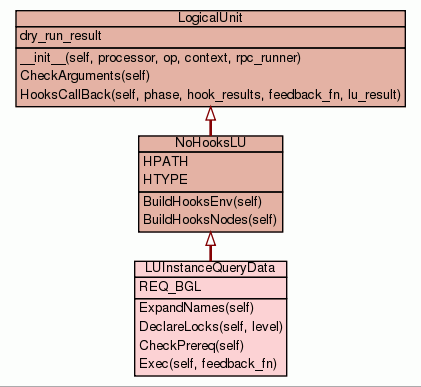 LogicalUnit
dry_run_result
__init__(self, processor, op, context, rpc_runner)
CheckArguments(self)
HooksCallBack(self, phase, hook_results, feedback_fn, lu_result)
NoHooksLU
HPATH
HTYPE
BuildHooksEnv(self)
BuildHooksNodes(self)
LUInstanceQueryData
REQ_BGL
ExpandNames(self)
DeclareLocks(self, level)
CheckPrereq(self)
Exec(self, feedback_fn)